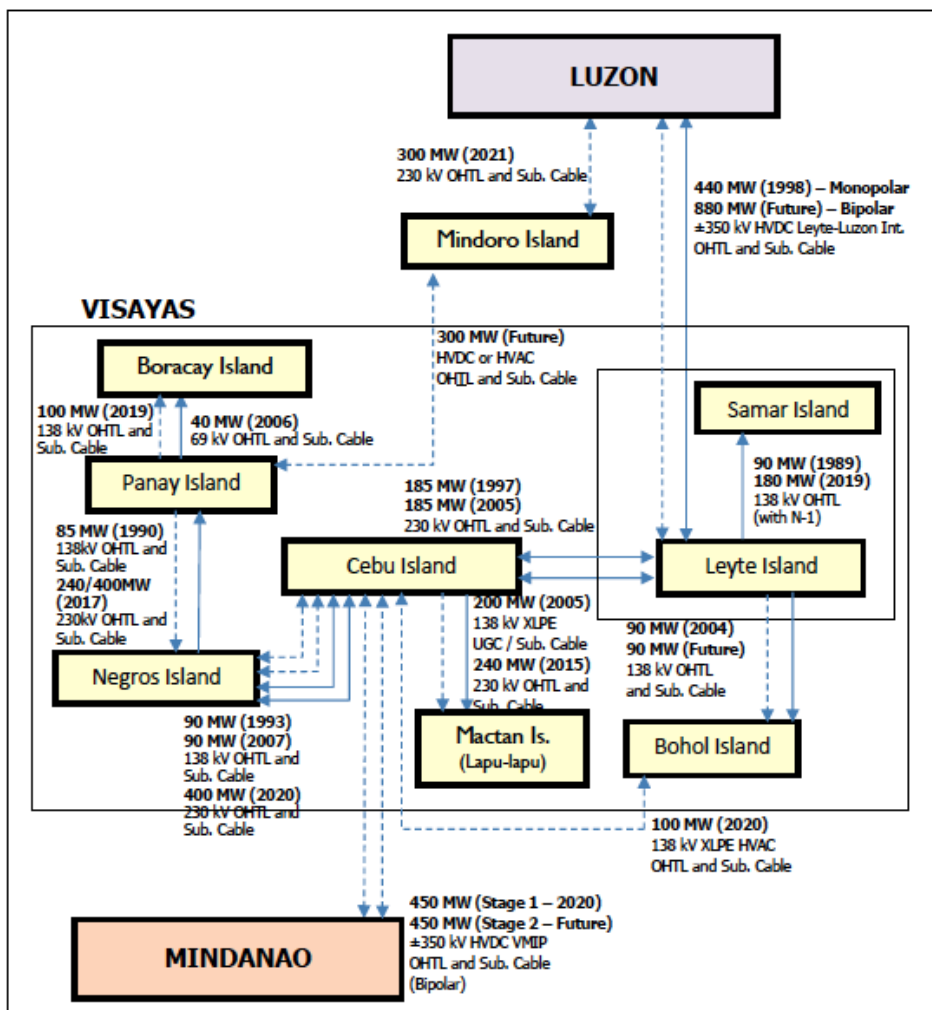 LUZON
300 MW (2021)
230 kV OHTL and Sub. Cable
440 MW (1998) – Monopolar
880 MW (Future) – Bipolar
±350 kV HVDC Leyte-Luzon Int.
OHTL and Sub. Cable
Mindoro Island
VISAYAS
300 MW (Future)
HVDC or HVAC
OHTL and Sub. Cable
Boracay Island
100 MW (2019)
138 kV OHTL and
Sub. Cable
40 MW (2006)
69 kV OHTL and Sub. Cable
Samar Island
90 MW (1989)
180 MW (2019)
138 kV OHTL
(with N-1)
Panay Island
185 MW (1997)
185 MW (2005)
230 kV OHTL and Sub. Cable
85 MW (1990)
138kV OHTL and
Sub. Cable
240/400MW
(2017)
230kV OHTL and
Sub. Cable
Cebu Island
Leyte Island
200 MW (2005)
138 kV XLPE
UGC / Sub. Cable
240 MW (2015)
230 kV OHTL and
Sub. Cable
90 MW (2004)
90 MW (Future)
138 kV OHTL
and Sub. Cable
Negros Island
90 MW (1993)
90 MW (2007)
138 kV OHTL and
Sub. Cable
400 MW (2020)
230 kV OHTL and
Sub. Cable
Mactan Is.
(Lapu-lapu)
Bohol Island
100 MW (2020)
138 kV XLPE HVAC
OHTL and Sub. Cable
450 MW (Stage 1 – 2020)
450 MW (Stage 2 – Future)
±350 kV HVDC VMIP
OHTL and Sub. Cable
(Bipolar)
MINDANAO